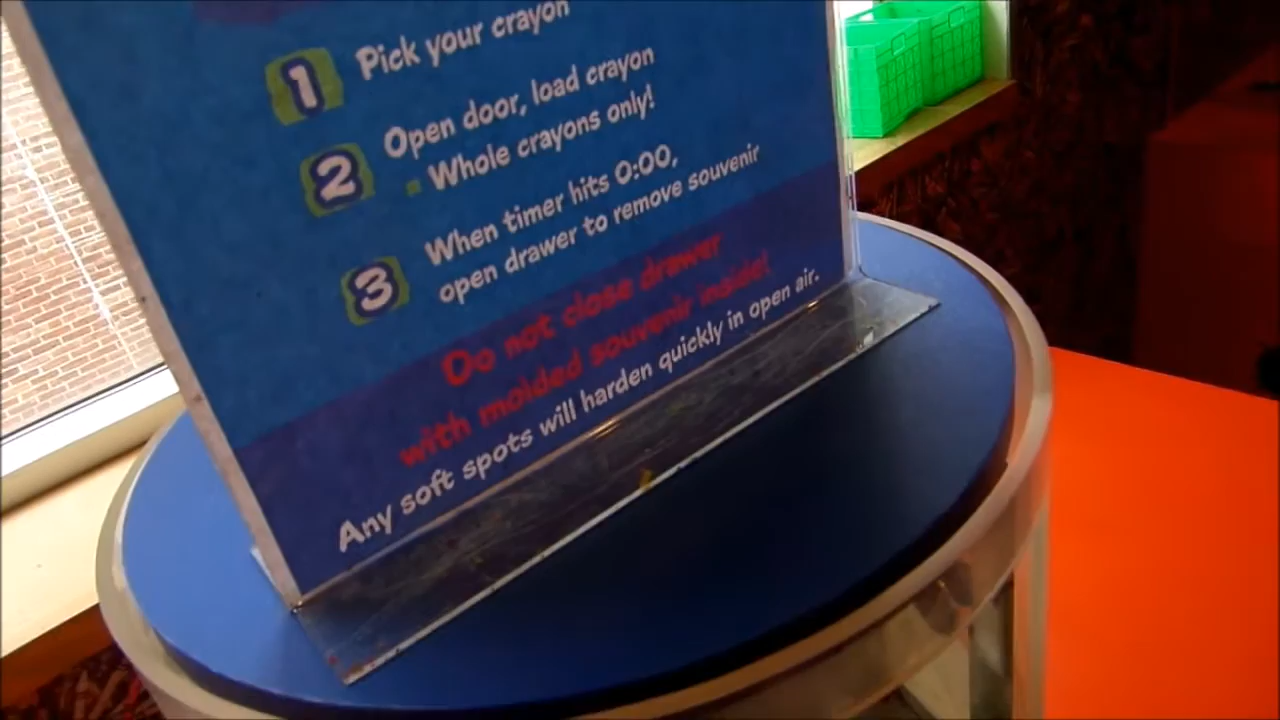 1 Pick your crayon
2 Open door, load crayon
Whole crayons only!
3 When timer hits 0:00,
open drawer to remove souvenir
Do not close drawer
with molded souvenir inside!
Any soft spots will harden quickly in open air.